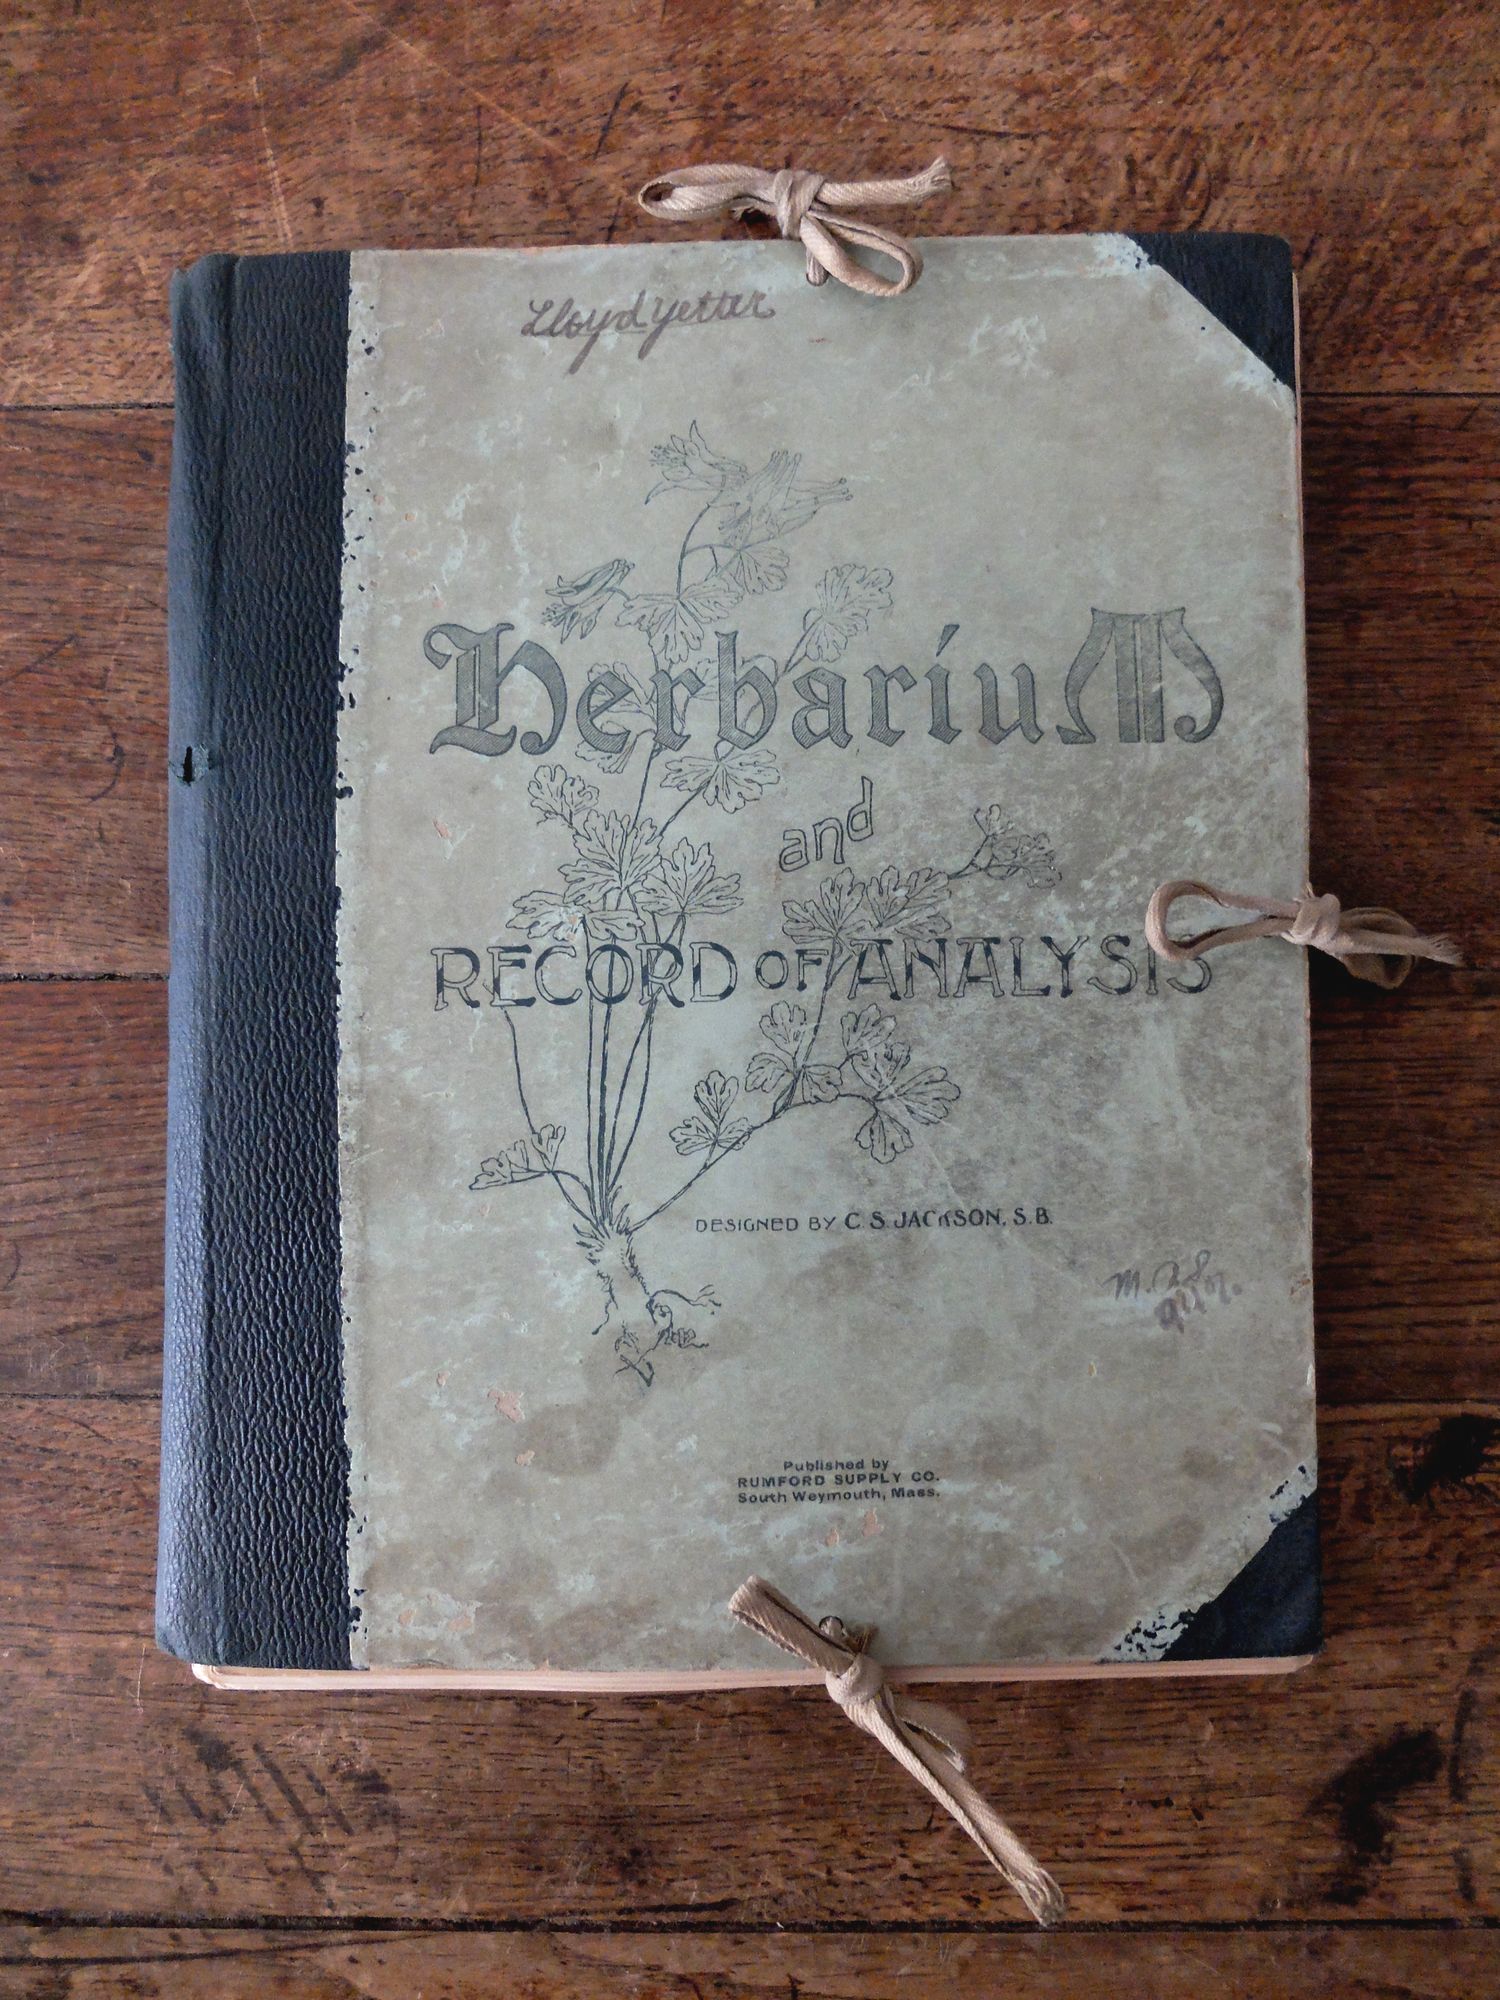 Lloyd Yetter
HerbariuM
and
RECORD OF ANALYSIS
DESIGNED BY C. S. JACKSON, S. B.
Published by
RUMFORD SUPPLY CO.
South Weymouth, Mass.